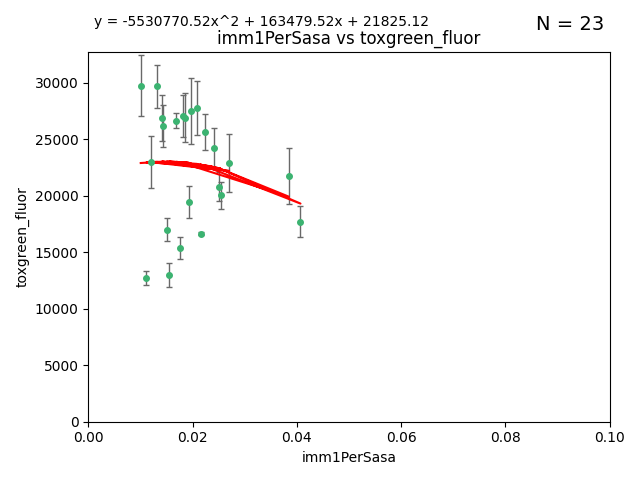 y = -5530770.52x^2 + 163479.52x + 21825.12
N = 23
imm1PerSasa vs toxgreen_fluor
30000
25000
20000
15000
10000
5000
0
toxgreen_fluor
0.00 0.02 0.04 0.06 0.08 0.10
imm1PerSasa